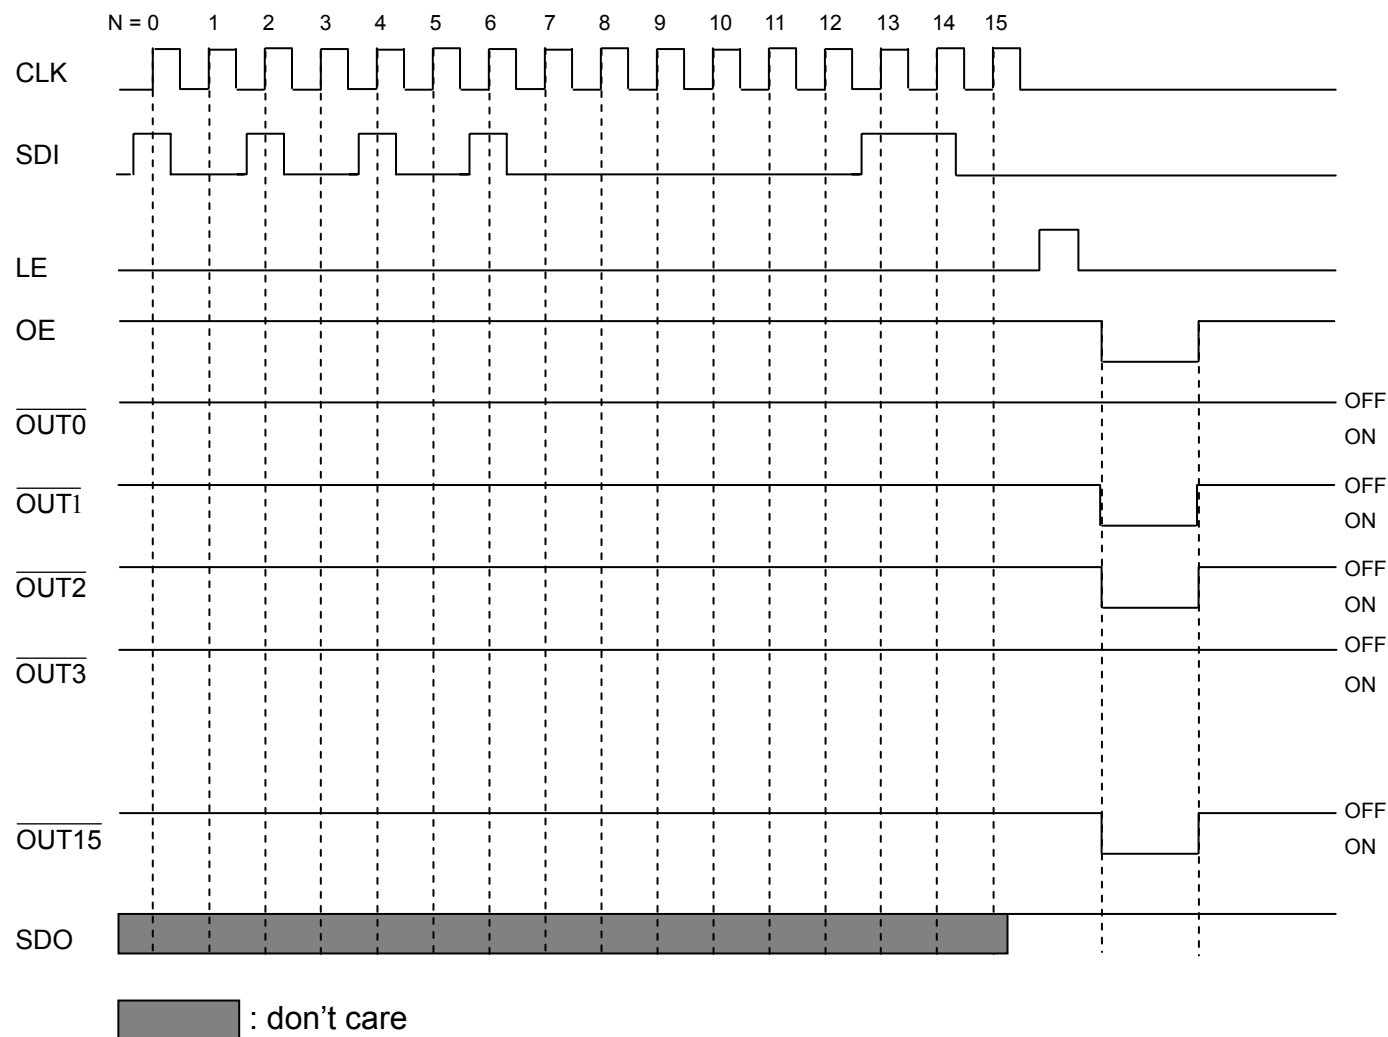 N = 0 1 2 3 4 5 6 7 8 9 10 11 12 13 14 15
CLK
SDI
LE
OE
OFF
OUT0
ON
OFF
OUT1
ON
OFF
OUT2
ON
OFF
OUT3
ON
OFF
OUT15
ON
SDO
: don’t care